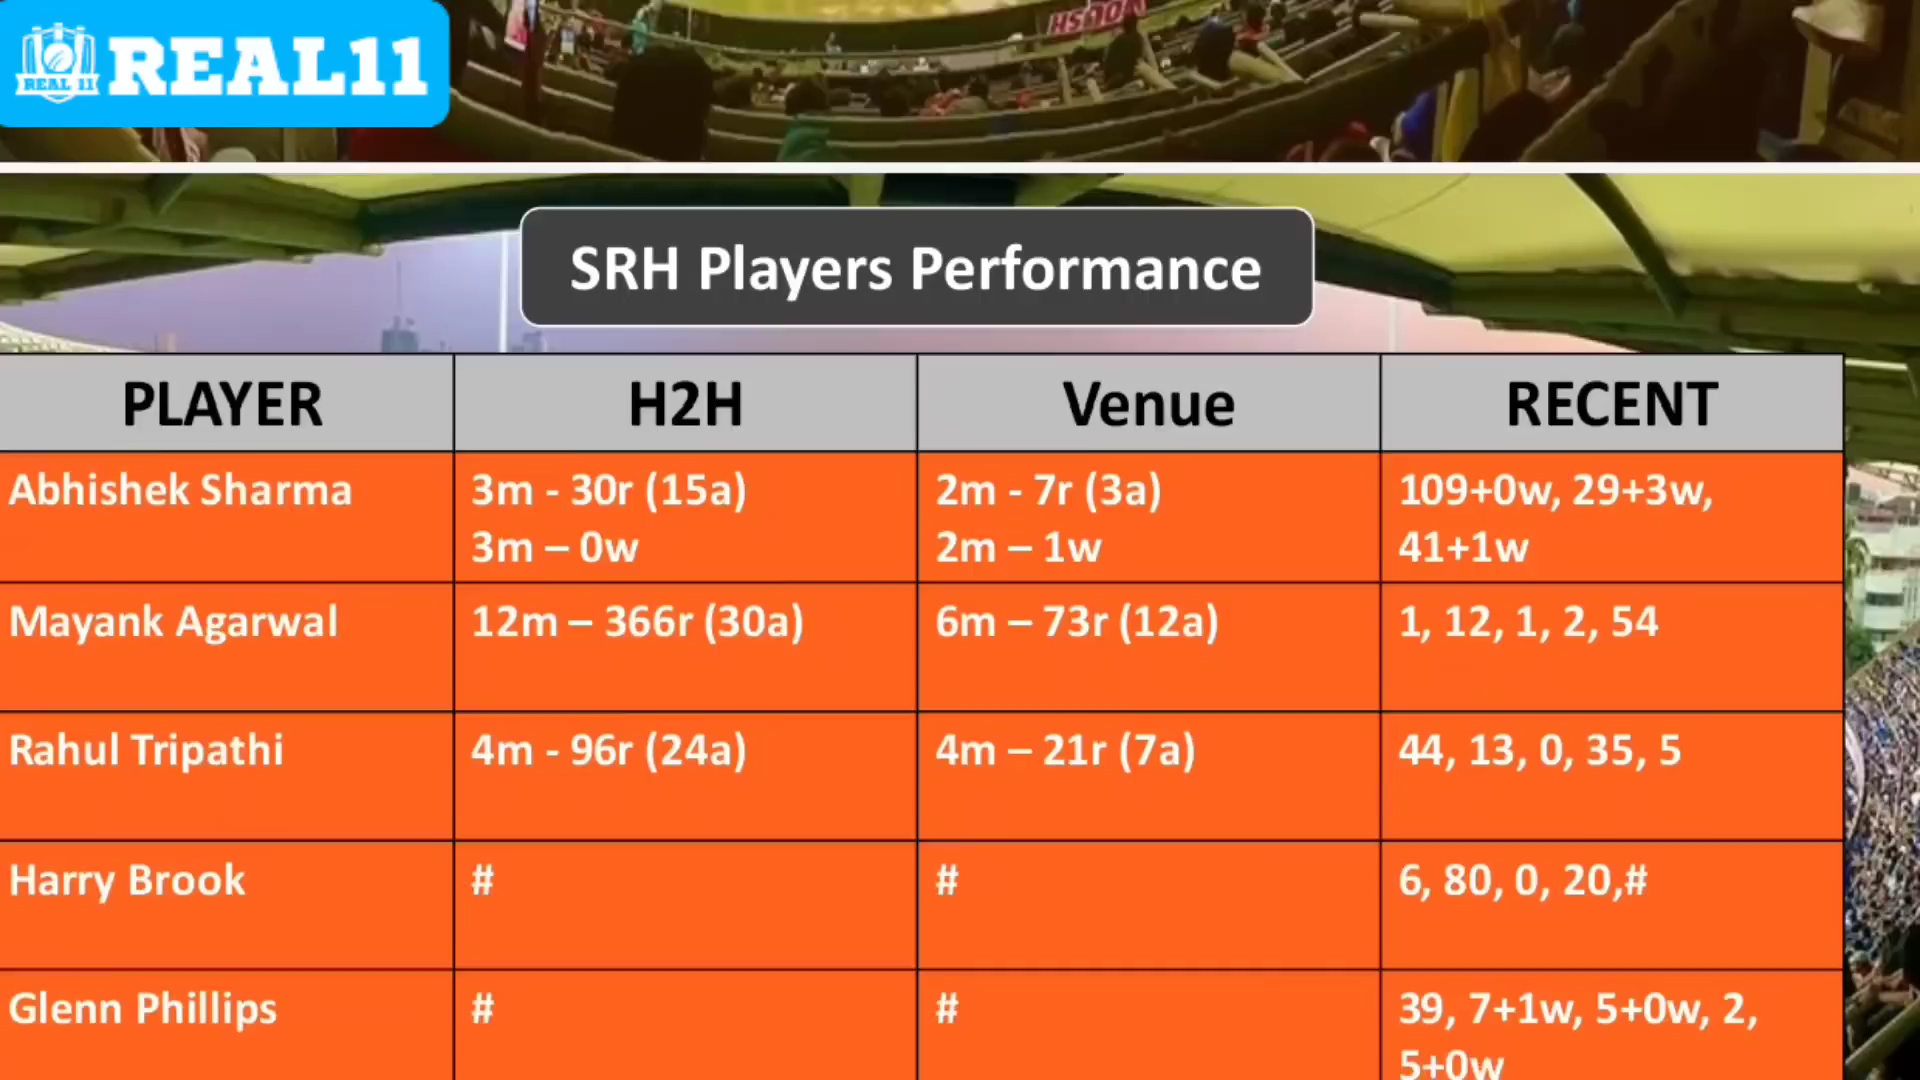 REAL 11
REAL11
SRH Players Performance
PLAYER H2H Venue RECENT
Abhishek Sharma 3m - 30r (15a) 2m - 7r (3a) 109+0w, 29+3w,
3m – 0w 2m – 1w 41+1w
Mayank Agarwal 12m – 366r (30a) 6m – 73r (12a) 1, 12, 1, 2, 54
Rahul Tripathi 4m - 96r (24a) 4m – 21r (7a) 44, 13, 0, 35, 5
Harry Brook # # 6, 80, 0, 20,#
Glenn Phillips # # 39, 7+1w, 5+0w, 2,
5+0w